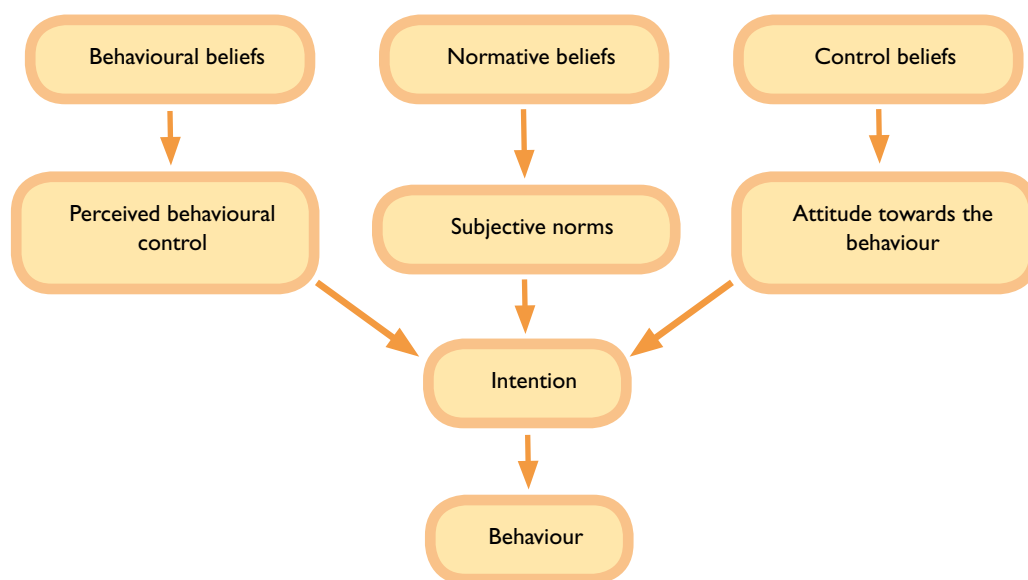 Behavioural beliefs
Normative beliefs
Control beliefs
Perceived behavioural
control
Subjective norms
Attitude towards the
behaviour
Intention
Behaviour